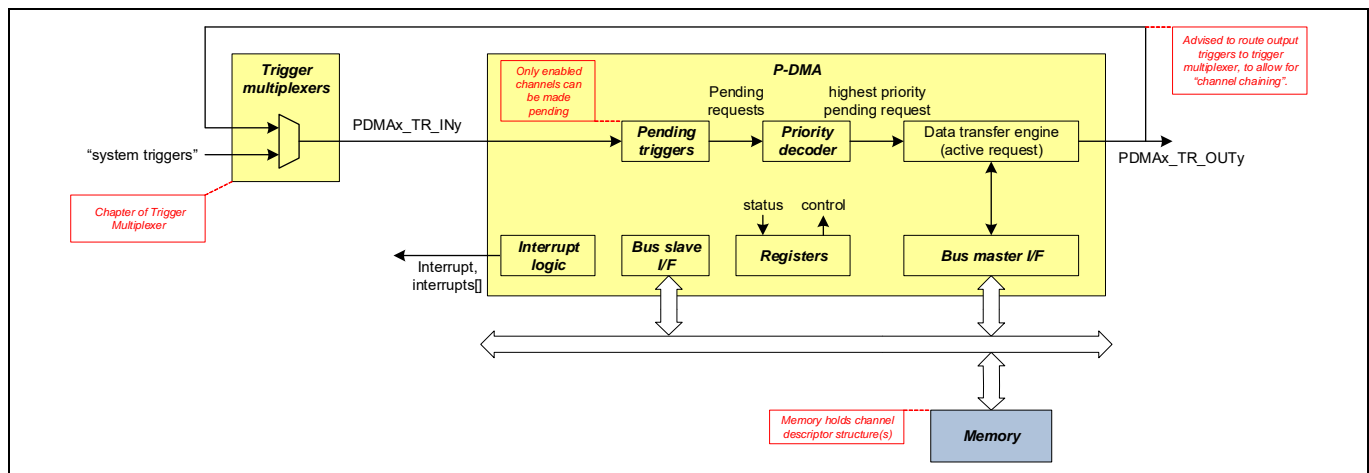 Advised to route output
triggers to trigger
multiplexer, to allow for
“channel chaining”.
Trigger
multiplexers
P-DMA
Only enabled
channels can
be made
pending
Pending
requests
highest priority
pending request
PDMAx_TR_INy
Pending
triggers
Priority
decoder
Data transfer engine
(active request)
“system triggers”
PDMAx_TR_OUTy
Chapter of Trigger
Multiplexer
status
control
Interrupt
logic
Bus slave
I/F
Registers
Bus master I/F
Interrupt,
interrupts[]
Memory holds channel
descriptor structure(s)
Memory